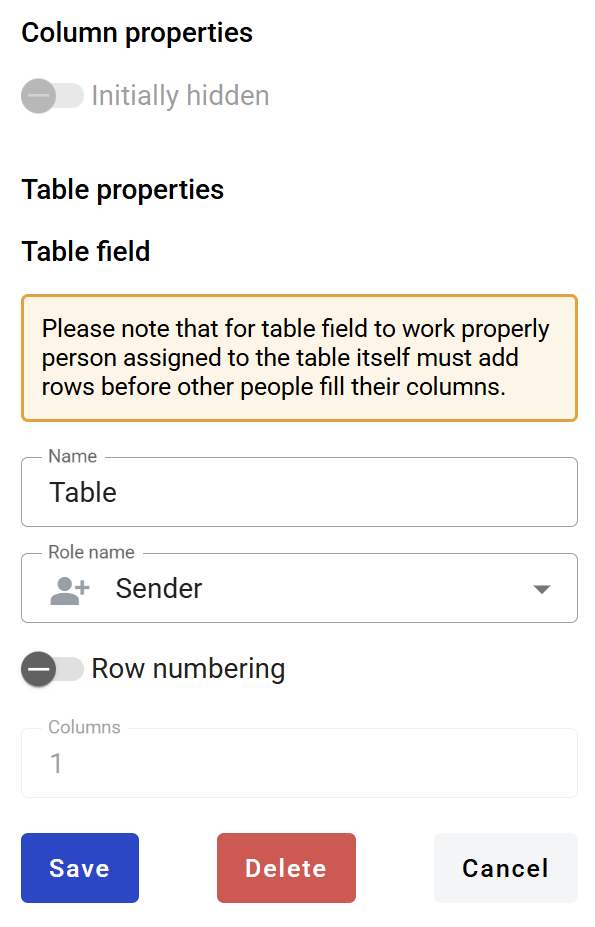 Column properties
Initially hidden
Table properties
Table field
Please note that for table field to work properly
person assigned to the table itself must add
rows before other people fill their columns.
Name
Table
Role name
Sender
Row numbering
Columns
1
Save
Delete
Cancel